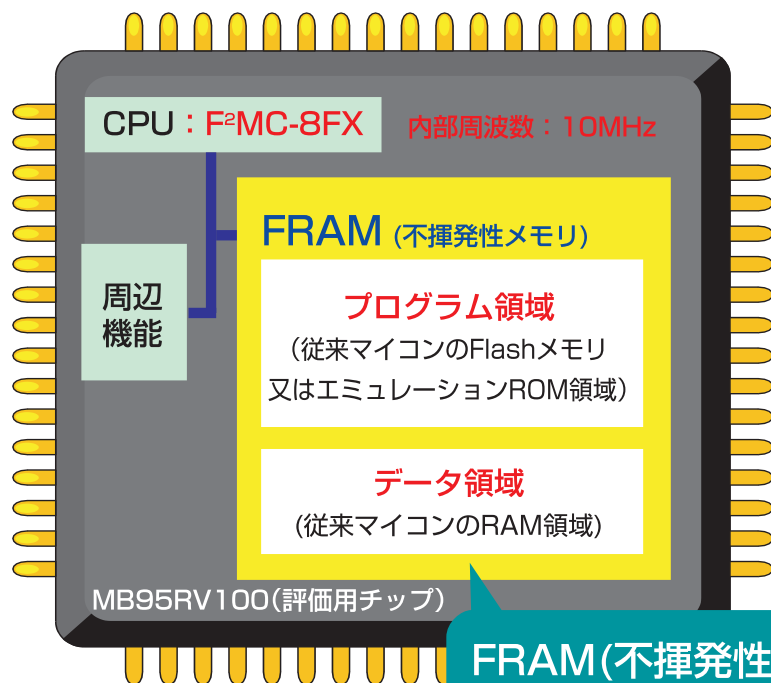 CPU：F²MC-8FX
内部周波数：10MHz
FRAM (不揮発性メモリ)
周辺
機能
プログラム領域
（従来マイコンのFlashメモリ
又はエミュレーションROM領域）
データ領域
(従来マイコンのRAM領域)
MB95RV100（評価用チップ）
FRAM（不揮発性